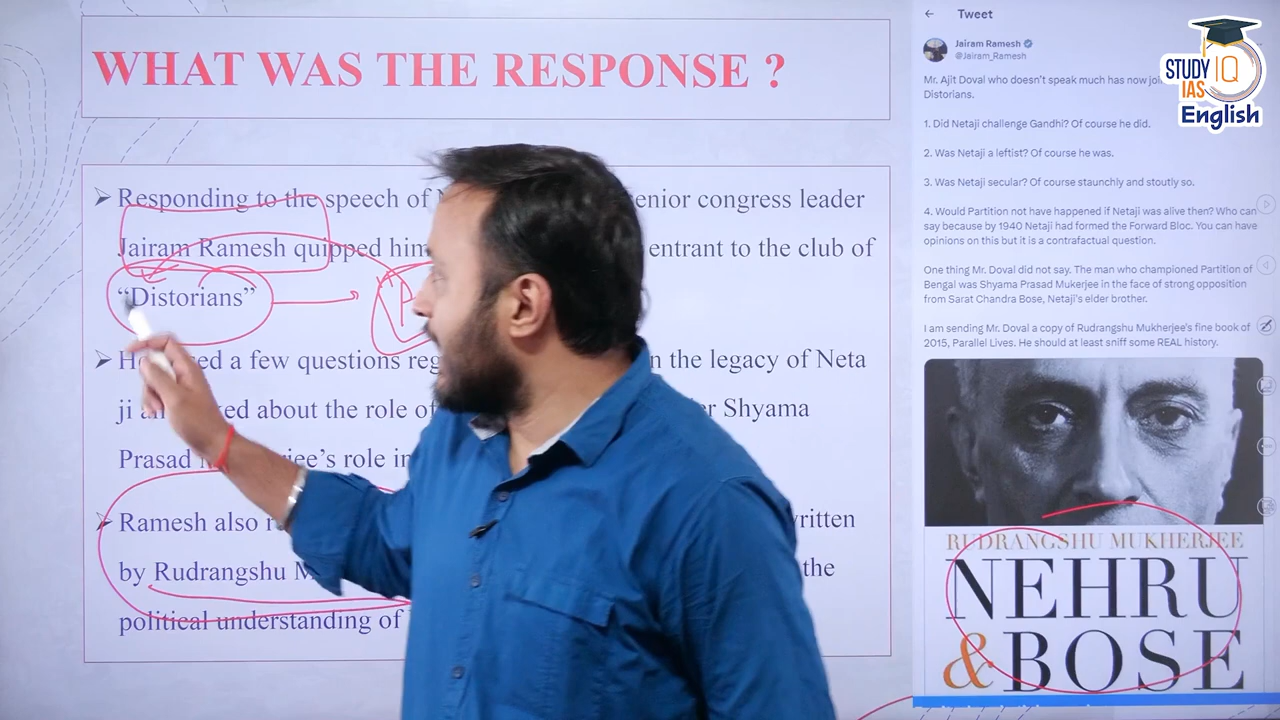 WHAT WAS THE RESPONSE ?
Responding to the speech of
senior congress leader
Jairam Ramesh quipped him
entrant to the club of
“Distorians”
a few questions
in the legacy of Neta
ji
about the role of
Shyama
Prasad
role in
Ramesh also
written
by Rudrangshu
the
political understanding of
Tweet
Jairam Ramesh
@Jairam_Ramesh
Mr. Ajit Doval who doesn’t speak much has now
Distorians.
1. Did Netaji challenge Gandhi? Of course he did.
2. Was Netaji a leftist? Of course he was.
3. Was Netaji secular? Of course staunchly and stoutly so.
4. Would Partition not have happened if Netaji was alive then? Who can
say because by 1940 Netaji had formed the Forward Bloc. You can have
opinions on this but it is a contrafactual question.
One thing Mr. Doval did not say. The man who championed Partition of
Bengal was Shyama Prasad Mukerjee in the face of strong opposition
from Sarat Chandra Bose, Netaji’s elder brother.
I am sending Mr. Doval a copy of Rudrangshu Mukherjee’s fine book of
2015, Parallel Lives. He should at least sniff some REAL history.
RUDRANGSHU MUKHERJEE
NEHRU
& BOSE
STUDY IQ
IAS
English